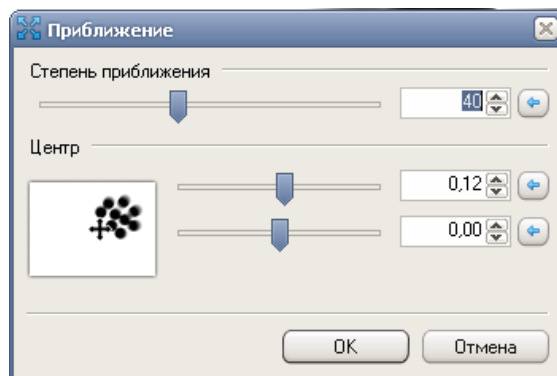 Приближение
Степень приближения
40
Центр
0,12
0,00
OK
Отмена